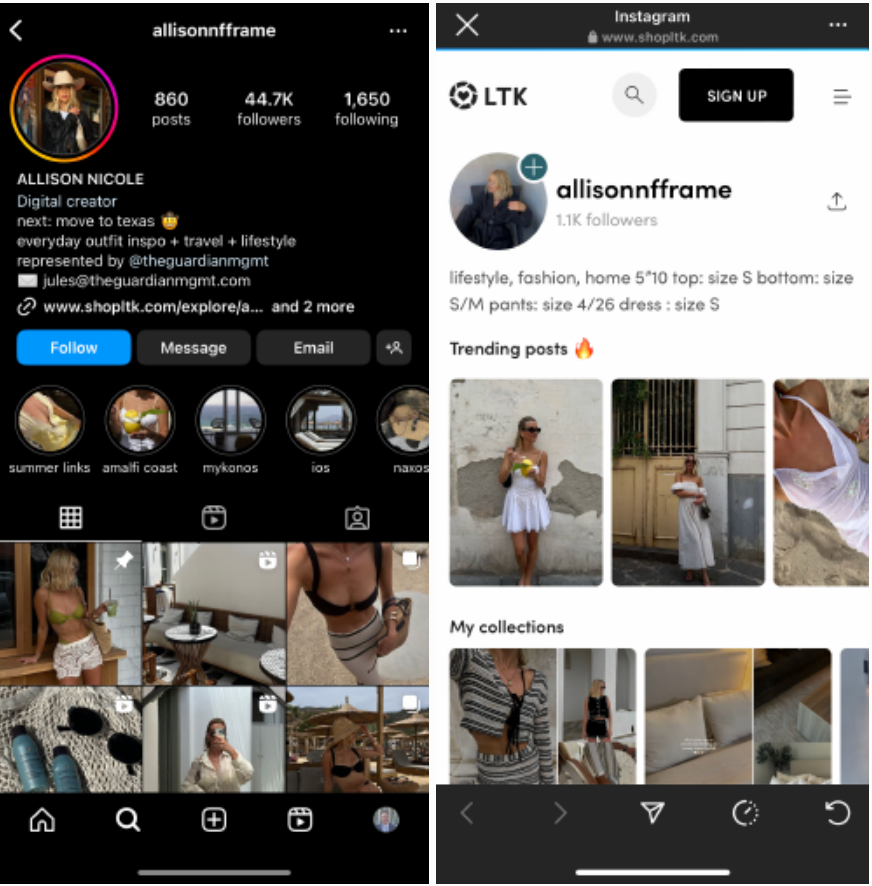 allisonnfframe
860
44.7K
1,650
posts
followers
following
ALLISON NICOLE
Digital creator
next: move to texas 🤠
everyday outfit inspo + travel + lifestyle
represented by @theguardianmgmt
✉️ jules@theguardianmgmt.com
www.shopltk.com/explore/a... and 2 more
Follow
Message
Email
summer links
amalfi coast
mykonos
ios
naxos
Instagram
www.shopltk.com
LTK
SIGN UP
allisonnfframe
1.1K followers
lifestyle, fashion, home 5"10 top: size S bottom: size
S/M pants: size 4/26 dress : size S
Trending posts 🔥
My collections